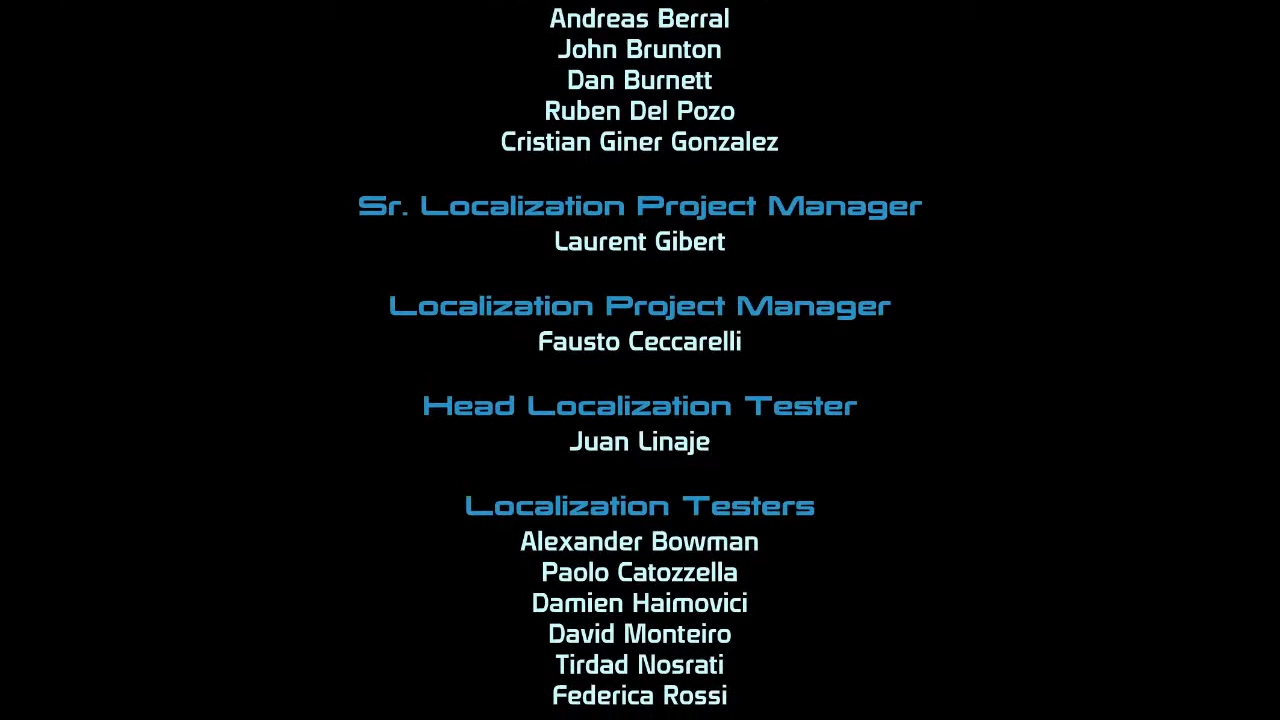 Andreas Berral
John Brunton
Dan Burnett
Ruben Del Pozo
Cristian Giner Gonzalez
Sr. Localization Project Manager
Laurent Gibert
Localization Project Manager
Fausto Ceccarelli
Head Localization Tester
Juan Linaje
Localization Testers
Alexander Bowman
Paolo Catozzella
Damien Haimovici
David Monteiro
Tirdad Nosrati
Federica Rossi